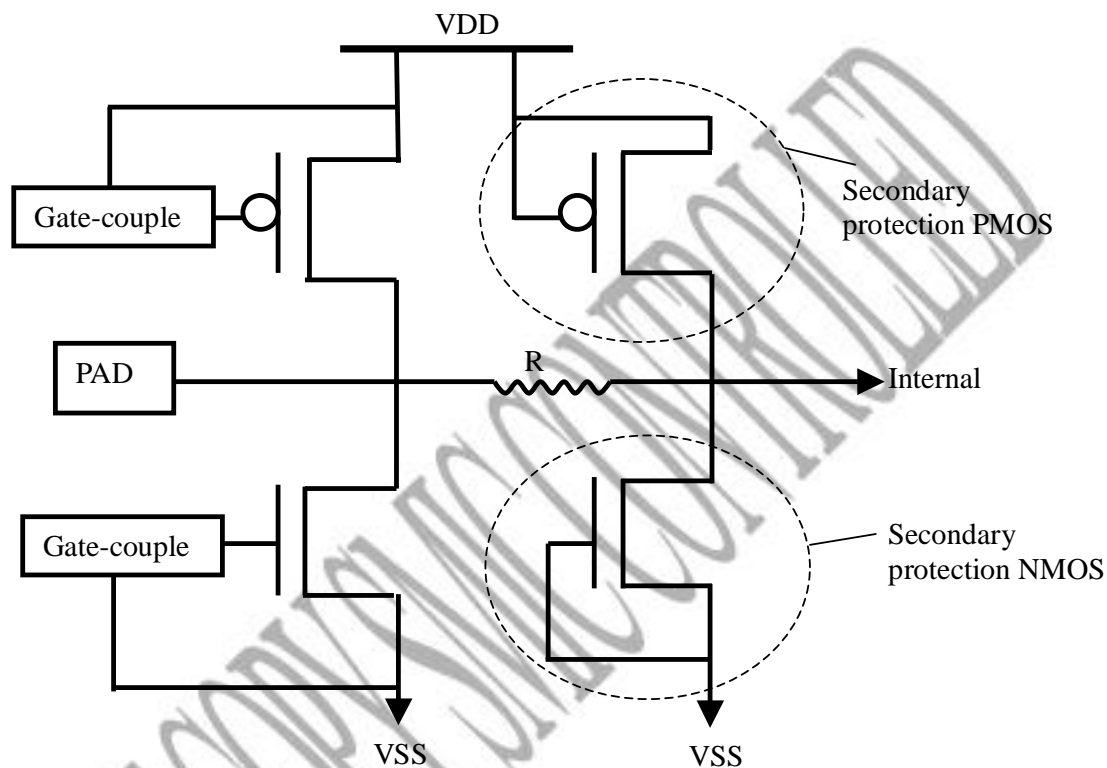 VDD
Gate-couple
Secondary
protection PMOS
PAD
R
Internal
Gate-couple
Secondary
protection NMOS
VSS
VSS